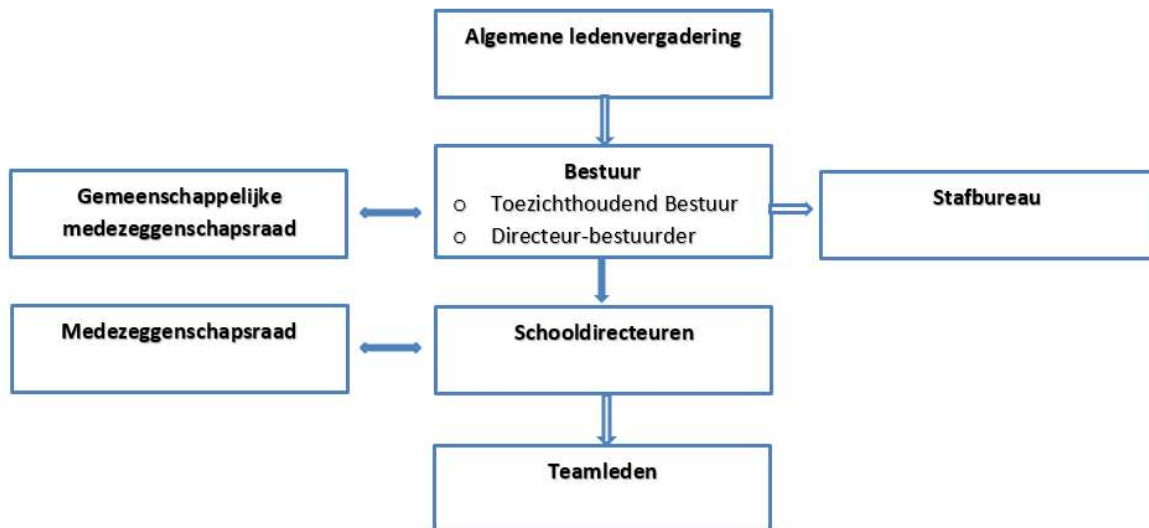 Algemene ledenvergadering
Bestuur
o Toezichthoudend Bestuur
o Directeur-bestuurder
Gemeenschappelijke
medezeggenschapsraad
Stafbureau
Medezeggenschapsraad
Schooldirecteuren
Teamleden